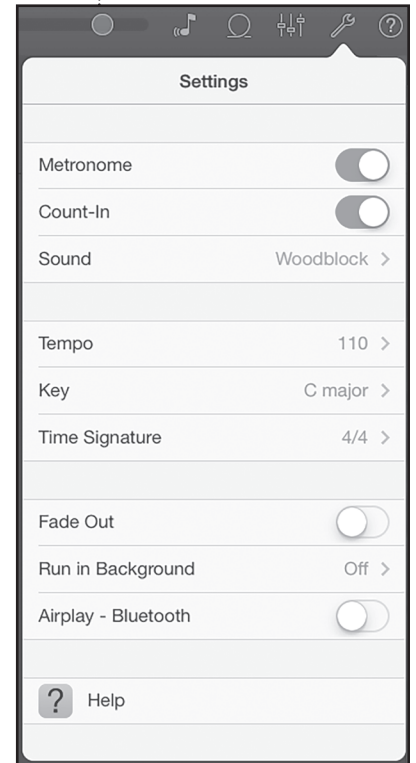 ?
Settings
Metronome
Count-In
Sound Woodblock >
Tempo 110 >
Key C major >
Time Signature 4/4 >
Fade Out
Run in Background Off >
Airplay - Bluetooth
? Help